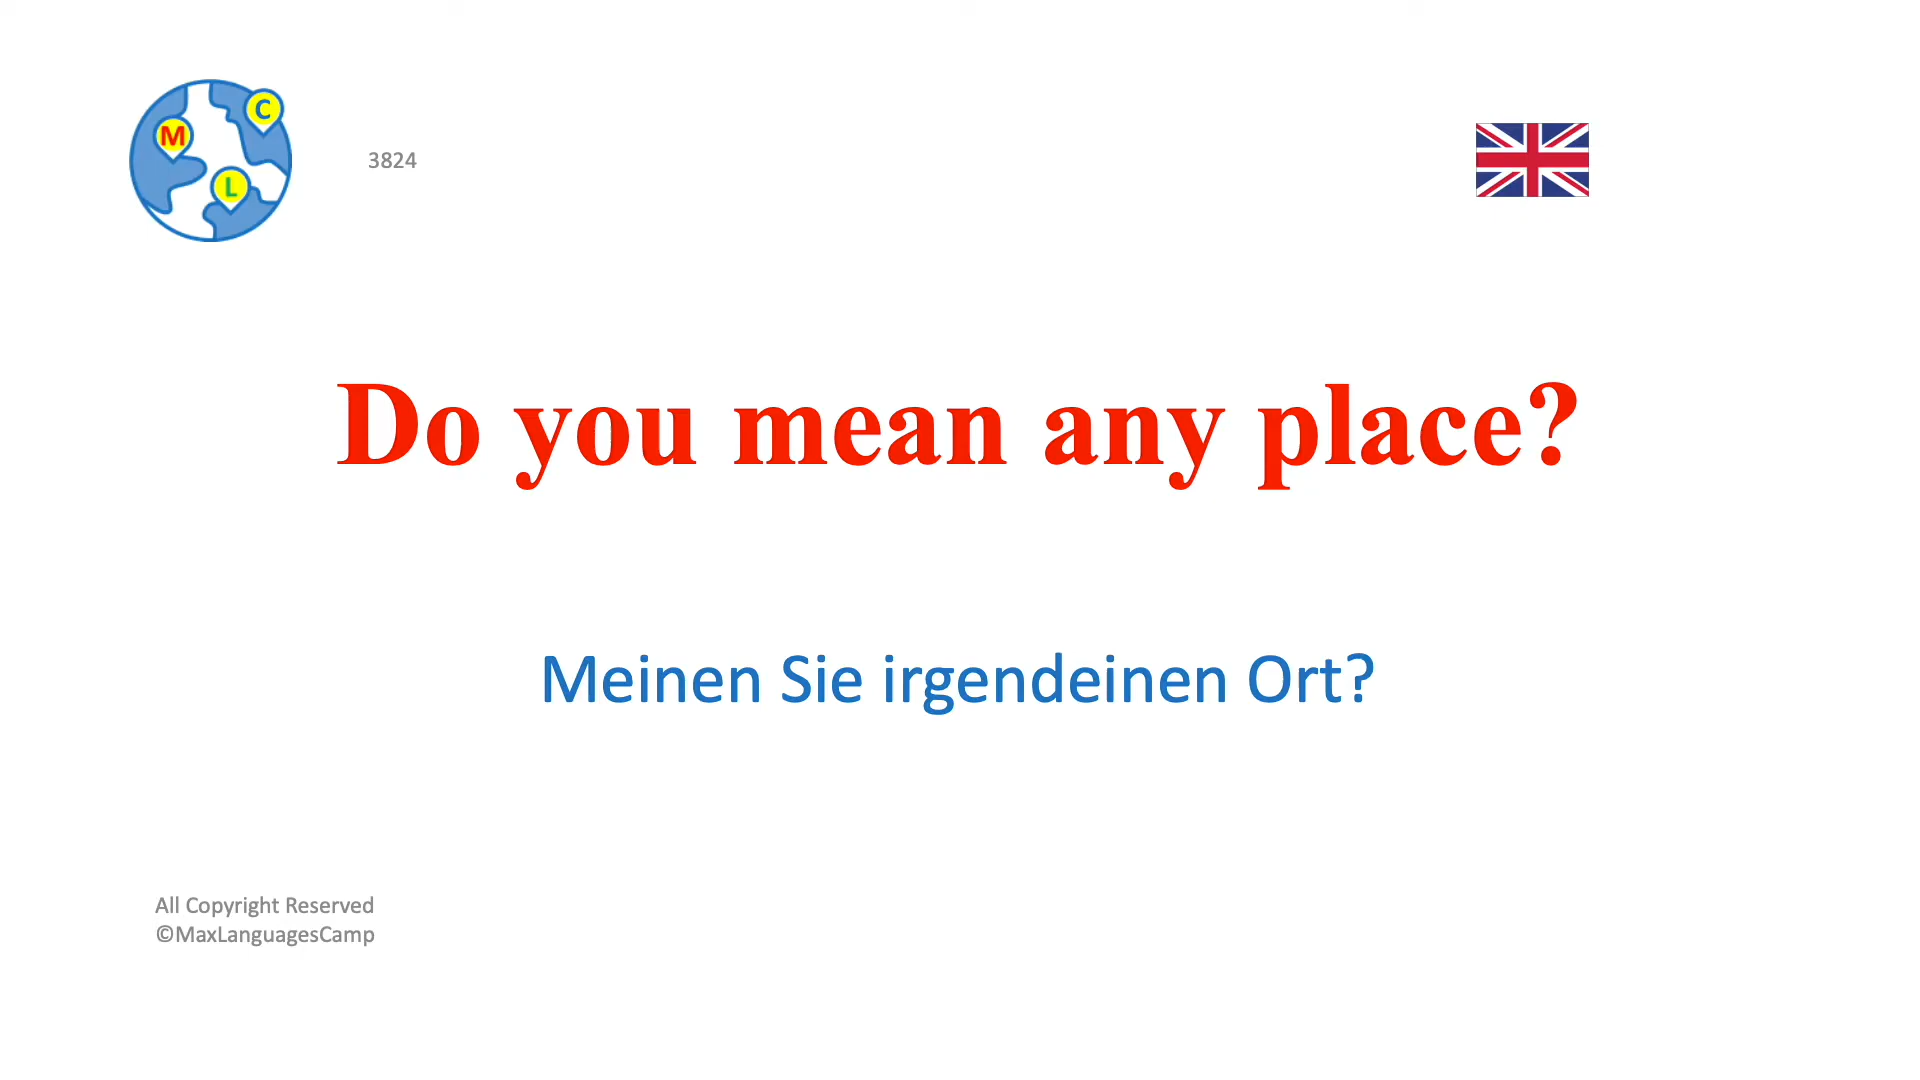 M
C
L
3824
Do you mean any place?
Meinen Sie irgendeinen Ort?
All Copyright Reserved
©MaxLanguagesCamp